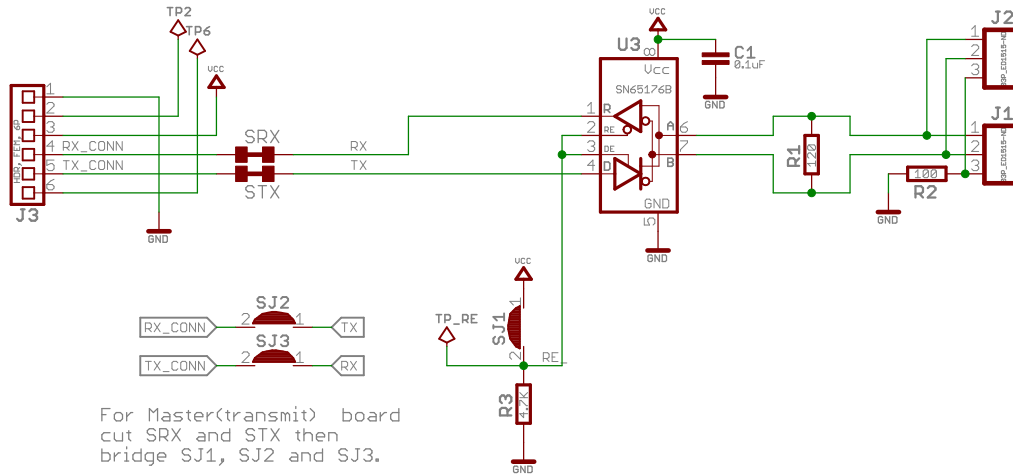 TP2
TP6
VCC
1
2
3
RX_CONN 4
TX_CONN 5
6
HDR, FEM, 6P
J3
GND
SRX
STX
RX
TX
VCC
U3
8
Vcc
SN65176B
1 R
2 RE
3 DE
4 D
A 6
B 7
GND
5
GND
C1
0.1uF
GND
R1
120
J2
1
2
3
J1
1
2
3
100
R2
GND
VCC
1
SJ1
2
TP_RE
RE_
R3
4.7K
GND
SJ2
RX_CONN 2 1 TX
SJ3
TX_CONN 2 1 RX
For Master(transmit) board
cut SRX and STX then
bridge SJ1, SJ2 and SJ3.